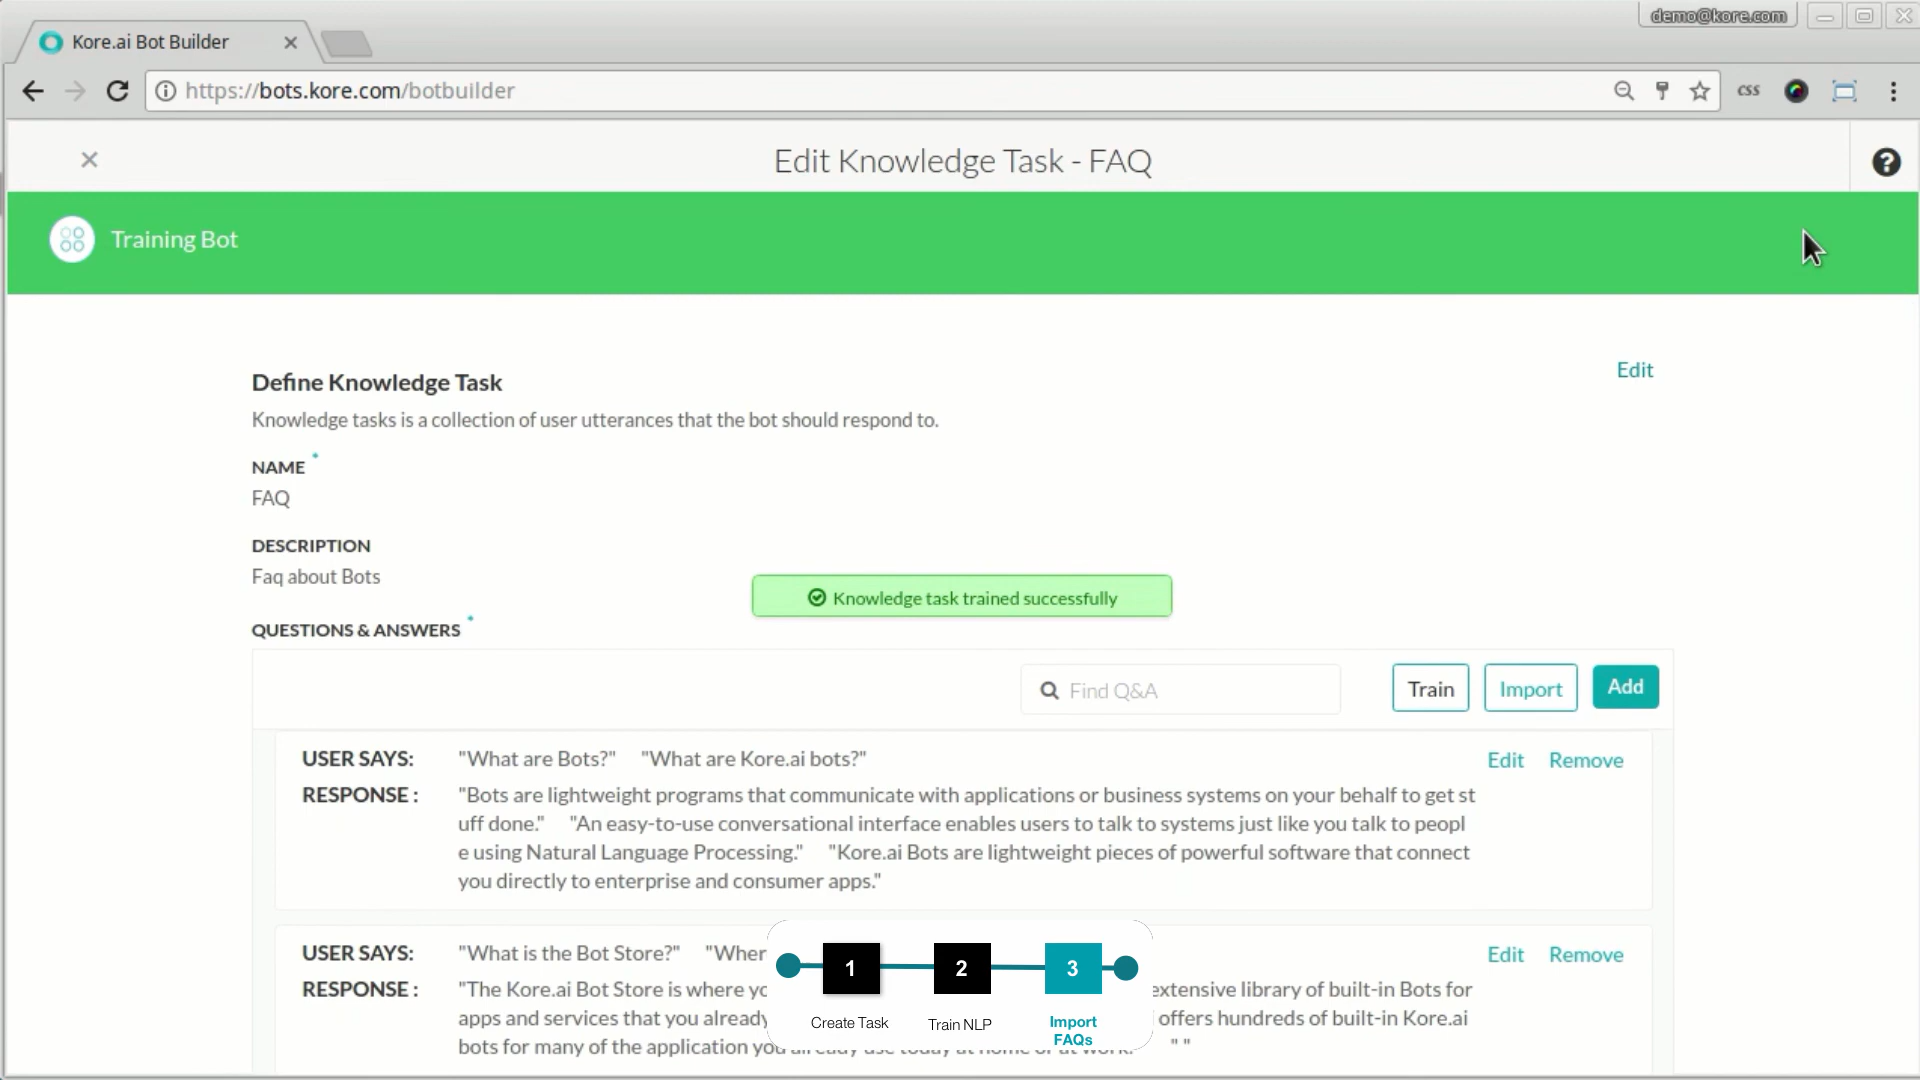 demo@kore.com
Kore.ai Bot Builder
https://bots.kore.com/botbuilder
css
Edit Knowledge Task - FAQ
?
Training Bot
Define Knowledge Task
Edit
Knowledge tasks is a collection of user utterances that the bot should respond to.
NAME *
FAQ
DESCRIPTION
Faq about Bots
Knowledge task trained successfully
QUESTIONS & ANSWERS *
Find Q&A
Train
Import
Add
USER SAYS: "What are Bots?" "What are Kore.ai bots?"
Edit Remove
RESPONSE : "Bots are lightweight programs that communicate with applications or business systems on your behalf to get st
uff done." "An easy-to-use conversational interface enables users to talk to systems just like you talk to peopl
e using Natural Language Processing." "Kore.ai Bots are lightweight pieces of powerful software that connect
you directly to enterprise and consumer apps."
USER SAYS: "What is the Bot Store?" "Wher
Edit Remove
RESPONSE : "The Kore.ai Bot Store is where yo extensive library of built-in Bots for
apps and services that you already offers hundreds of built-in Kore.ai
bots for many of the application you already use today at home or at work." " "
1 2 3
Create Task Train NLP Import
FAQs